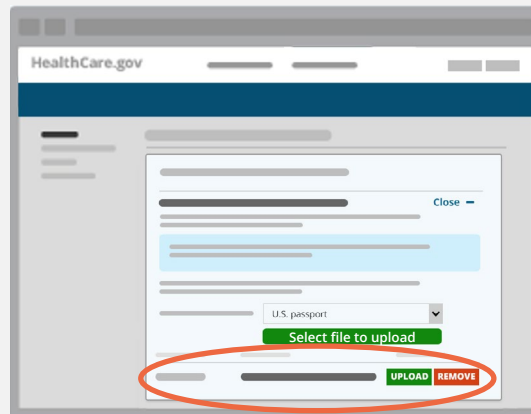 HealthCare.gov
Close −
U.S. passport
Select file to upload
UPLOAD REMOVE